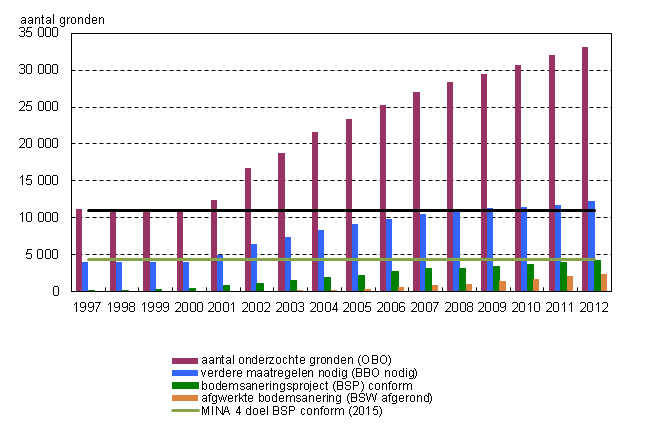 aantal gronden
35 000
30 000
25 000
20 000
15 000
10 000
5 000
0
1997 1998 1999 2000 2001 2002 2003 2004 2005 2006 2007 2008 2009 2010 2011 2012
aantal onderzochte gronden (OBO)
verdere maatregelen nodig (BBO nodig)
bodemsaneringsproject (BSP) conform
afgwerkte bodemsanering (BSW afgerond)
MINA 4 doel BSP conform (2015)